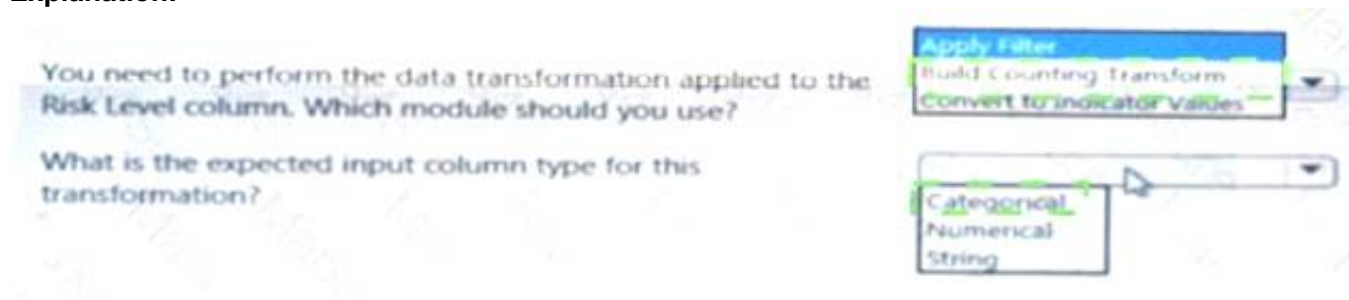 Explanation:
You need to perform the data transformation applied to the
Risk Level column. Which module should you use?
Apply Filter
Build Counting Transform
Convert to Indicator Values
What is the expected input column type for this
transformation?
Categorical
Numerical
String